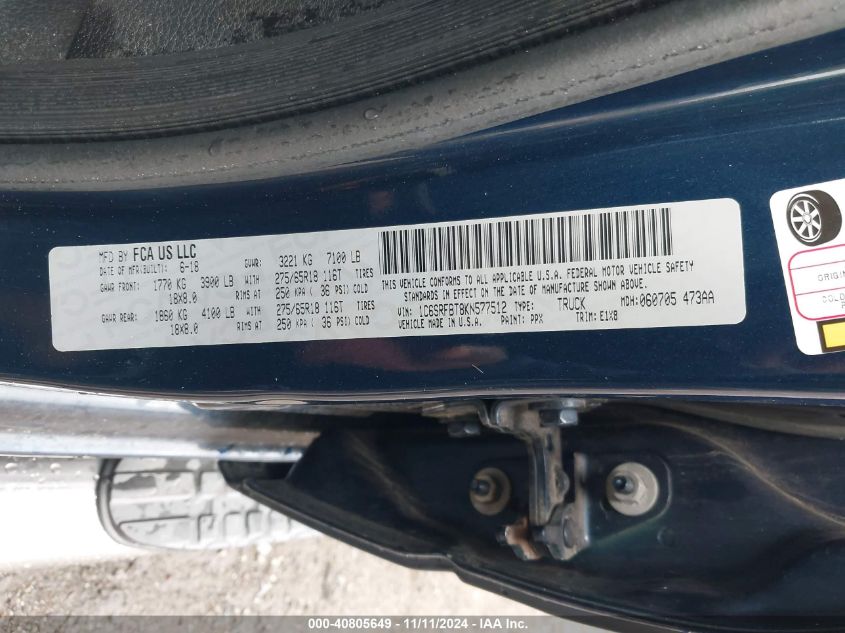 MFD BY FCA US LLC
DATE OF MFR(BUILT): 6-18 GVWR: 3221 KG 7100 LB
GAWR FRONT: 1770 KG 3900 LB WITH 275/65R18 116T TIRES
18X8.0 RIMS AT 250 KPA ( 36 PSI) COLD
GAWR REAR: 1860 KG 4100 LB WITH 275/65R18 116T TIRES
18X8.0 RIMS AT 250 KPA ( 36 PSI) COLD
THIS VEHICLE CONFORMS TO ALL APPLICABLE U.S.A. FEDERAL MOTOR VEHICLE SAFETY
STANDARDS IN EFFECT ON THE DATE OF MANUFACTURE SHOWN ABOVE.
VIN: 1C6SRFBT8KN577512 TYPE: TRUCK MDH: 060705 473AA
VEHICLE MADE IN U.S.A. PAINT: PPX TRIM: E1X8
ORIGIN
COLD
000-40805649 - 11/11/2024 - IAA Inc.